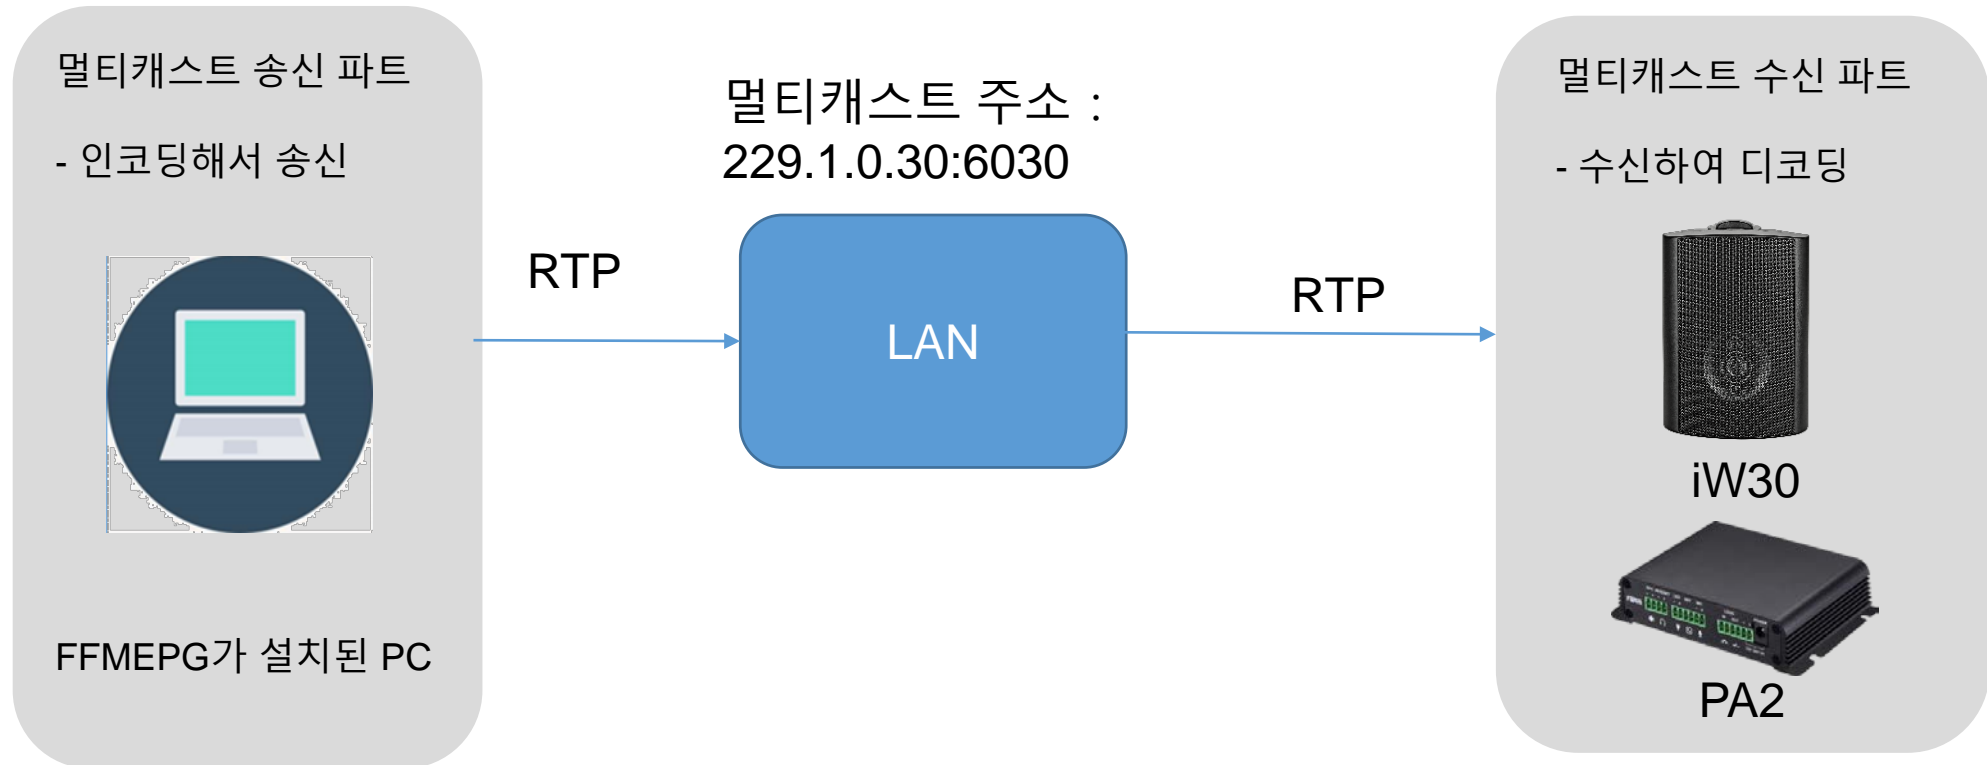 멀티캐스트 송신 파트
- 인코딩해서 송신
FFMEPG가 설치된 PC
RTP
멀티캐스트 주소 :
229.1.0.30:6030
LAN
RTP
멀티캐스트 수신 파트
- 수신하여 디코딩
iW30
PA2